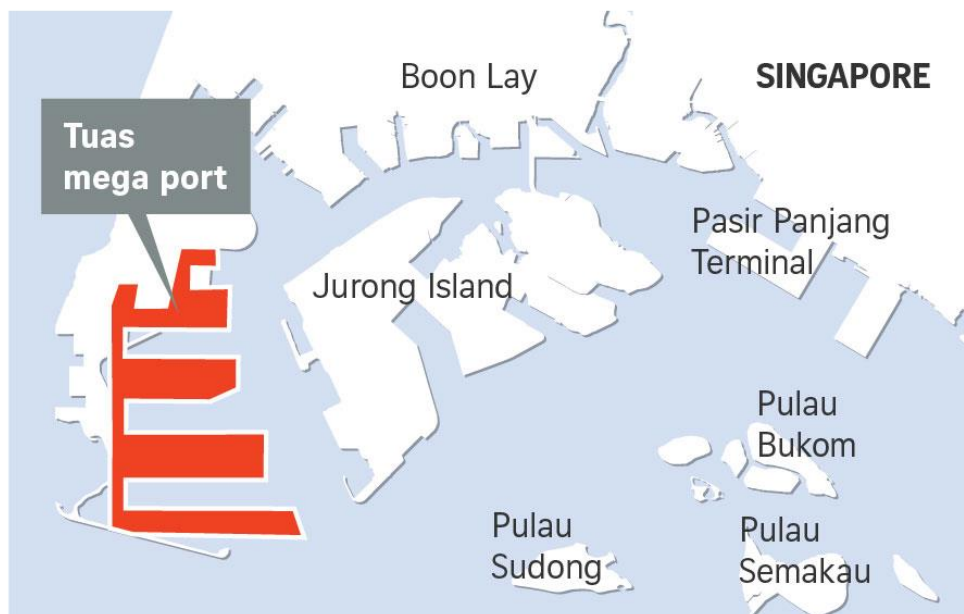 Boon Lay
SINGAPORE
Tuas
mega port
Pasir Panjang
Terminal
Jurong Island
Pulau
Bukom
Pulau
Sudong
Pulau
Semakau